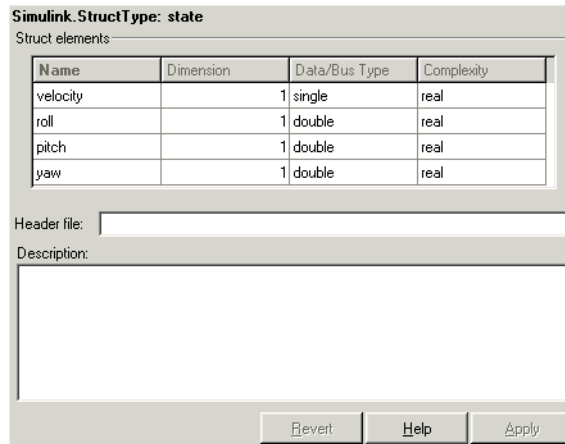 Simulink.StructType: state
Struct elements
Name Dimension Data/Bus Type Complexity
velocity 1 single real
roll 1 double real
pitch 1 double real
yaw 1 double real
Header file:
Description:
Revert Help Apply